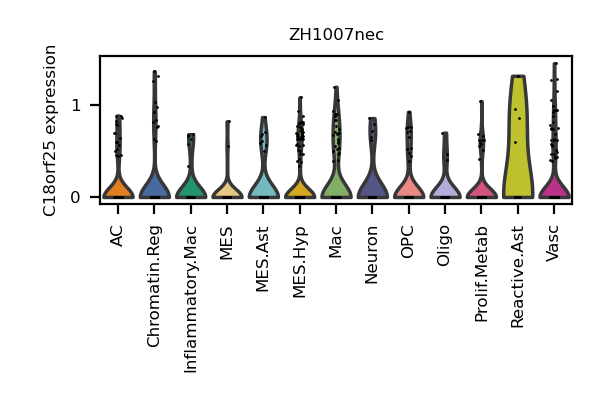 ZH1007nec
C18orf25 expression
1
0
AC
Chromatin.Reg
Inflammatory.Mac
MES
MES.Ast
MES.Hyp
Mac
Neuron
OPC
Oligo
Prolif.Metab
Reactive.Ast
Vasc